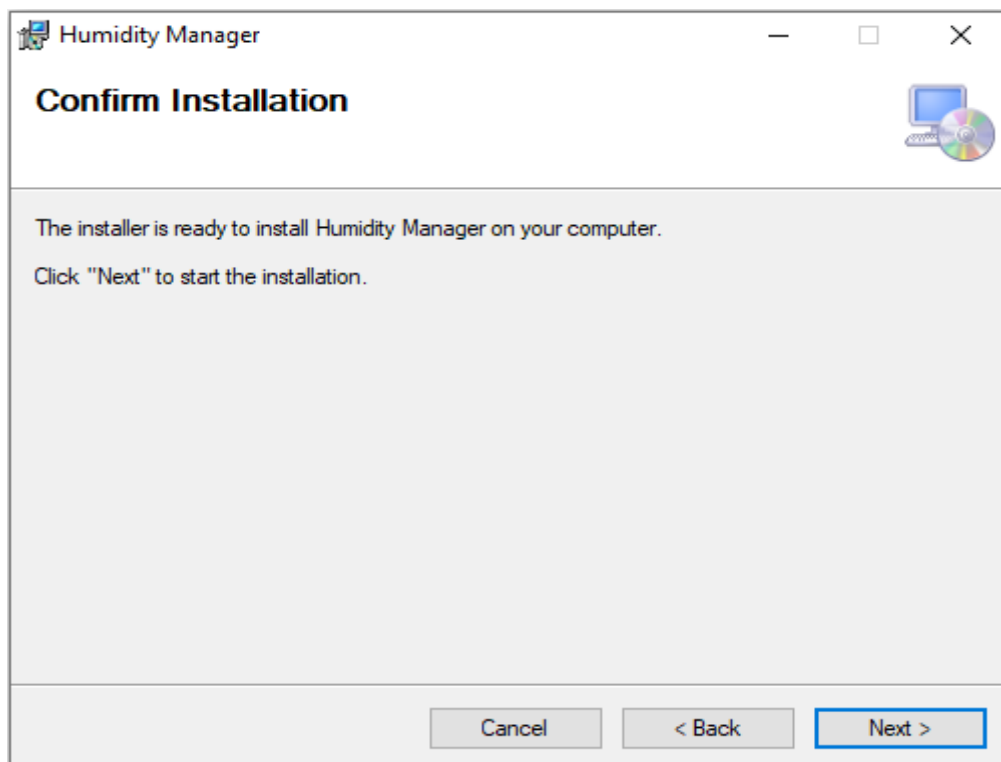 Humidity Manager
Confirm Installation
The installer is ready to install Humidity Manager on your computer.
Click "Next" to start the installation.
Cancel
< Back
Next >